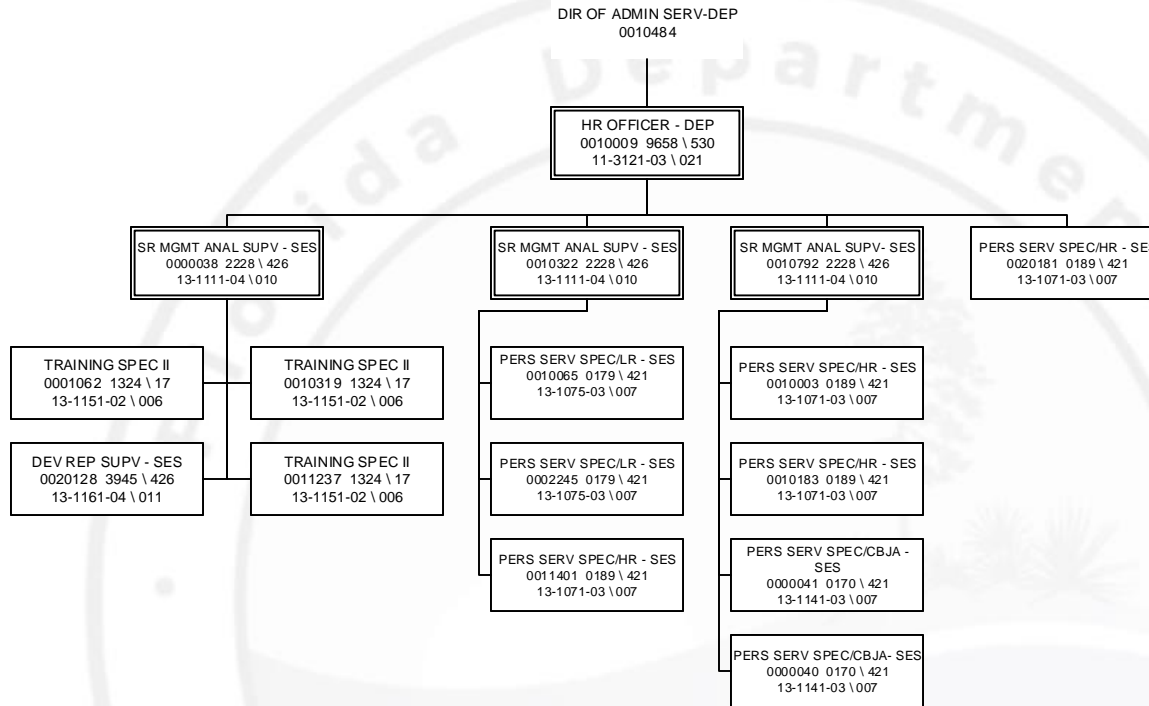 DIR OF ADMIN SERV-DEP
0010484
HR OFFICER - DEP
0010009 9658 \ 530
11-3121-03 \ 021
SR MGMT ANAL SUPV - SES
0000038 2228 \ 426
13-1111-04 \ 010
SR MGMT ANAL SUPV - SES
0010322 2228 \ 426
13-1111-04 \ 010
SR MGMT ANAL SUPV- SES
0010792 2228 \ 426
13-1111-04 \ 010
PERS SERV SPEC/HR - SES
0020181 0189 \ 421
13-1071-03 \ 007
TRAINING SPEC II
0001062 1324 \ 17
13-1151-02 \ 006
TRAINING SPEC II
0010319 1324 \ 17
13-1151-02 \ 006
DEV REP SUPV - SES
0020128 3945 \ 426
13-1161-04 \ 011
TRAINING SPEC II
0011237 1324 \ 17
13-1151-02 \ 006
PERS SERV SPEC/LR - SES
0010065 0179 \ 421
13-1075-03 \ 007
PERS SERV SPEC/LR - SES
0002245 0179 \ 421
13-1075-03 \ 007
PERS SERV SPEC/HR - SES
0011401 0189 \ 421
13-1071-03 \ 007
PERS SERV SPEC/HR - SES
0010003 0189 \ 421
13-1071-03 \ 007
PERS SERV SPEC/HR - SES
0010183 0189 \ 421
13-1071-03 \ 007
PERS SERV SPEC/CBJA -
SES
0000041 0170 \ 421
13-1141-03 \ 007
PERS SERV SPEC/CBJA- SES
0000040 0170 \ 421
13-1141-03 \ 007
Florida Departmen